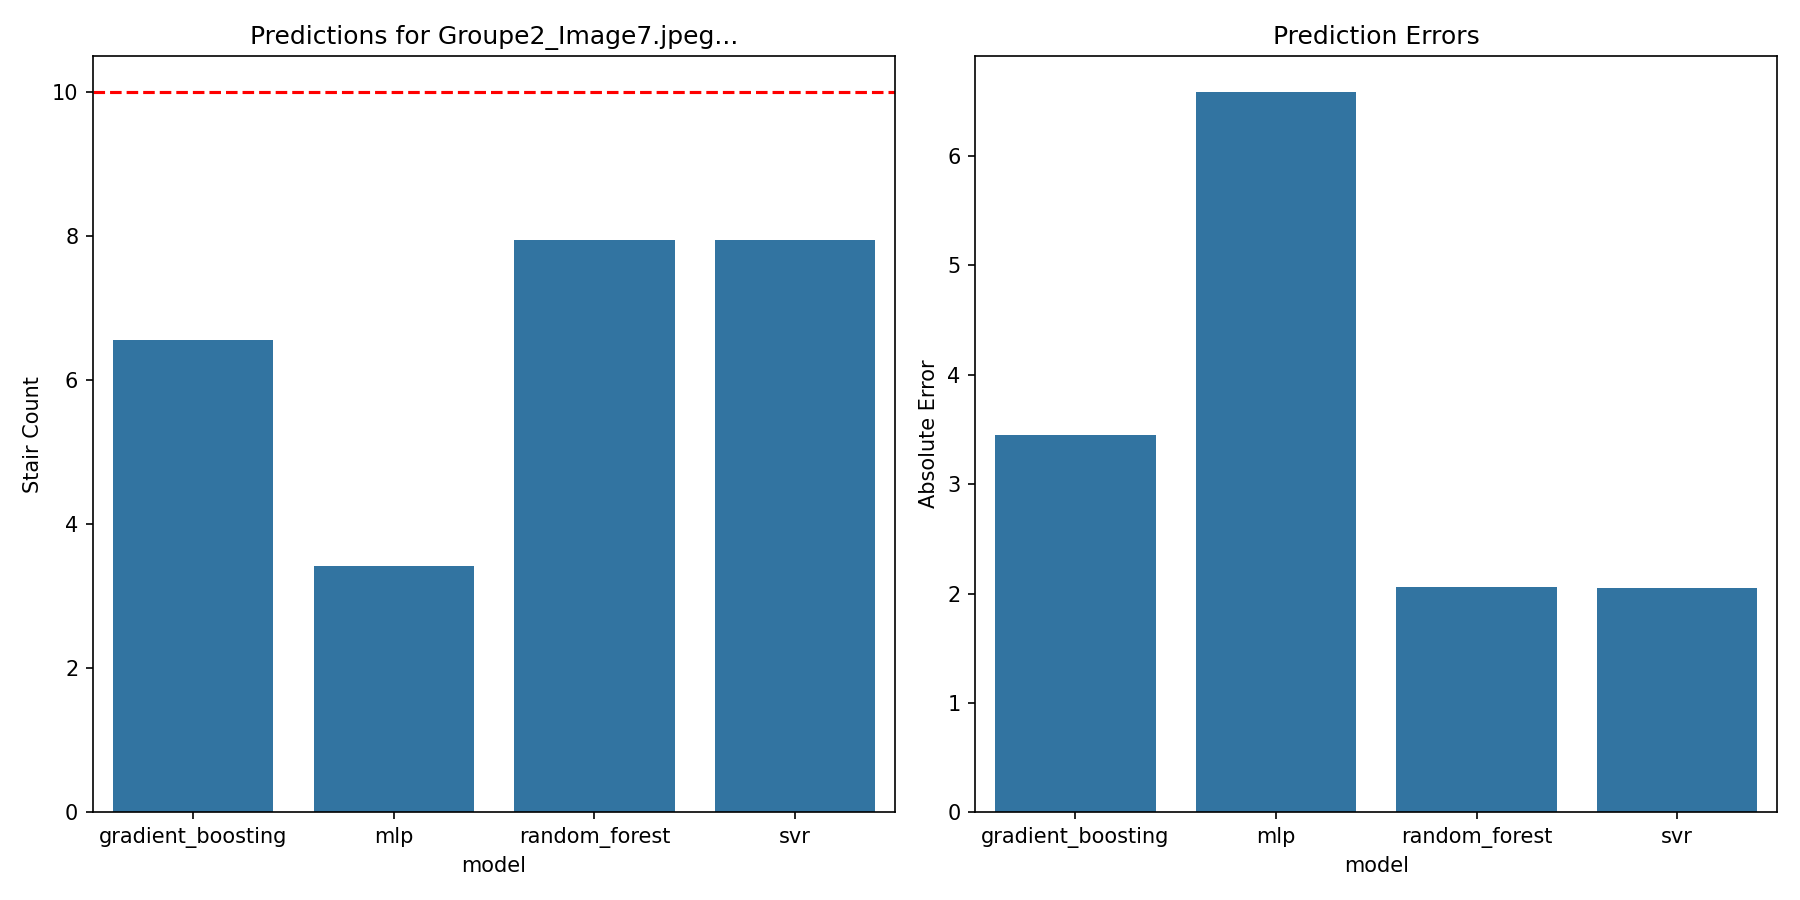 Predictions for Groupe2_Image7.jpeg...
Stair Count
10
8
6
4
2
0
gradient_boosting mlp random_forest svr
model
Prediction Errors
Absolute Error
6
5
4
3
2
1
0
gradient_boosting mlp random_forest svr
model